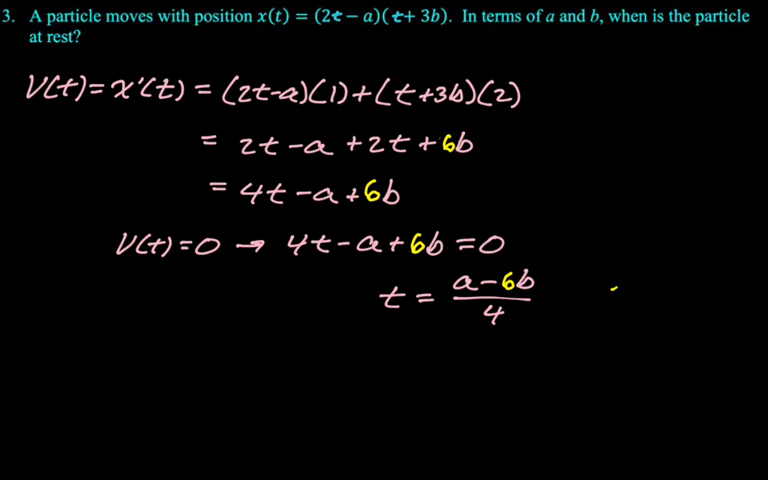 3. A particle moves with position x(t) = (2t − a)(t + 3b). In terms of a and b, when is the particle
at rest?
V(t) = x'(t) = (2t-a)(1) + (t+3b)(2)
= 2t - a + 2t + 6b
= 4t - a + 6b
V(t) = 0 → 4t - a + 6b = 0
t = (a - 6b)/4